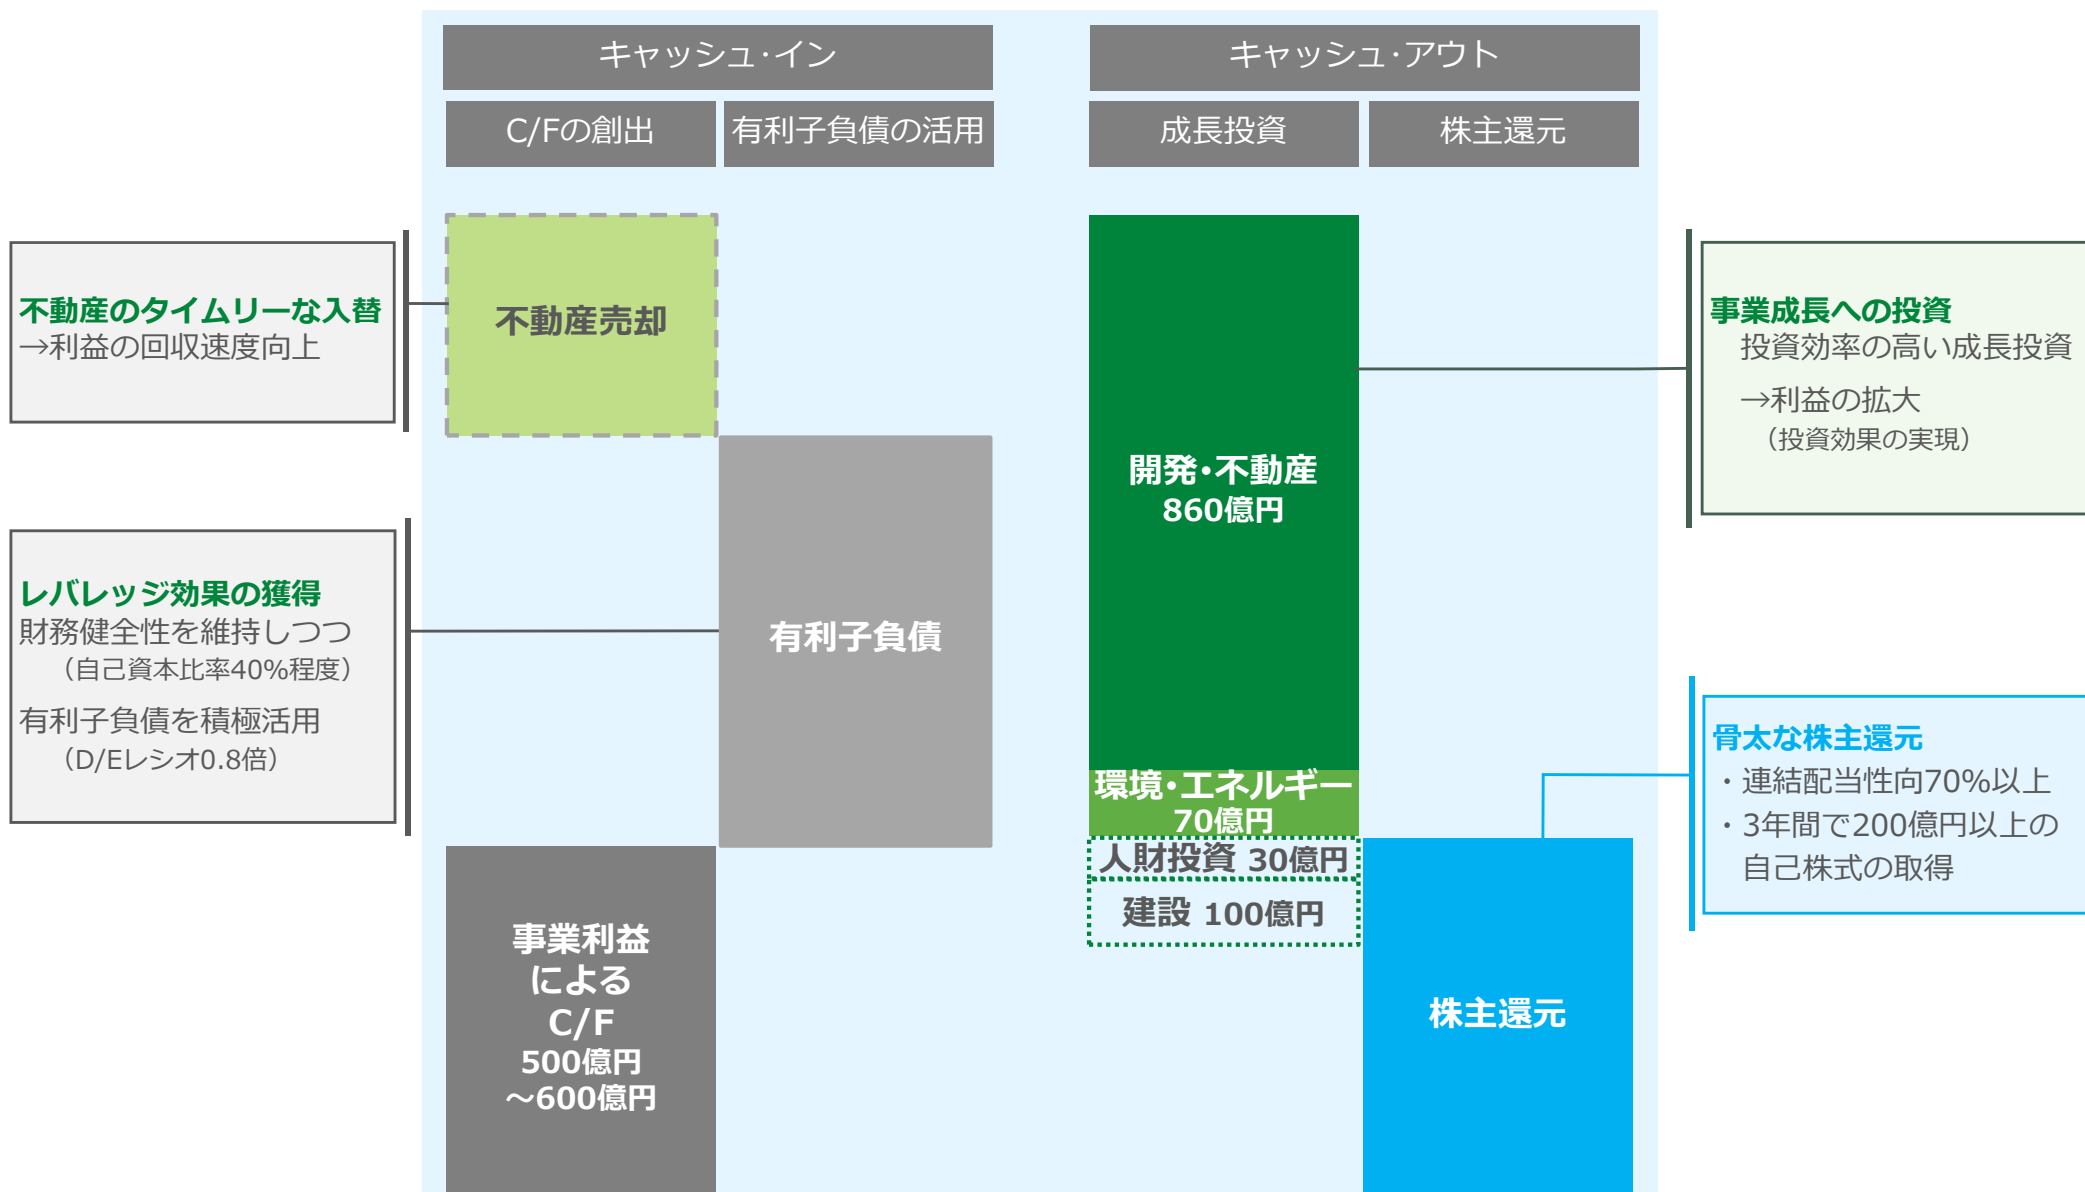 キャッシュ･イン
キャッシュ･アウト
C/Fの創出
有利子負債の活用
成長投資
株主還元
不動産のタイムリーな入替
→利益の回収速度向上
不動産売却
レバレッジ効果の獲得
財務健全性を維持しつつ
（自己資本比率40%程度）
有利子負債を積極活用
（D/Eレシオ0.8倍）
有利子負債
事業利益
による
C/F
500億円
～600億円
開発･不動産
860億円
環境･エネルギー
70億円
人財投資 30億円
建設 100億円
株主還元
事業成長への投資
投資効率の高い成長投資
→利益の拡大
（投資効果の実現）
骨太な株主還元
・連結配当性向70%以上
・3年間で200億円以上の
自己株式の取得